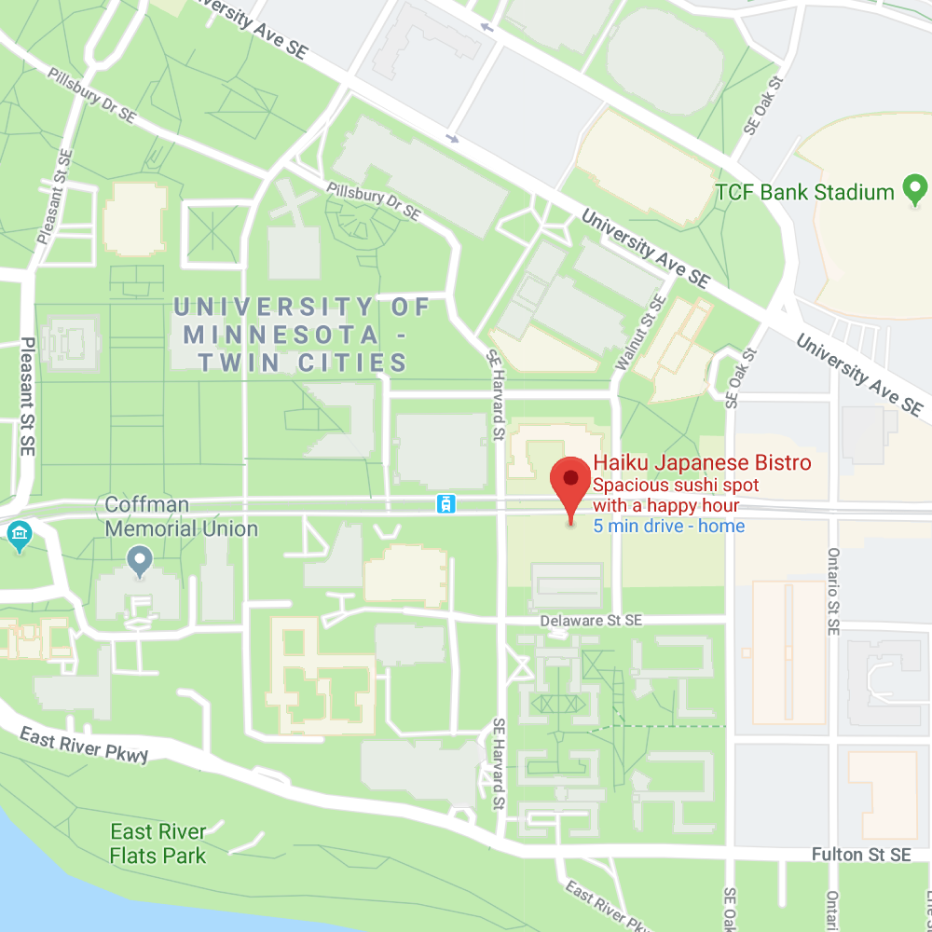 University Ave SE
Pillsbury Dr SE
SE Oak St
Pleasant St SE
Pillsbury Dr SE
TCF Bank Stadium
University Ave SE
UNIVERSITY OF
MINNESOTA -
TWIN CITIES
Walnut St SE
University Ave SE
Pleasant St SE
SE Harvard St
SE Oak St
Haiku Japanese Bistro
Spacious sushi spot
with a happy hour
5 min drive - home
Coffman
Memorial Union
Ontario St SE
Delaware St SE
East River Pkwy
SE Harvard St
East River
Flats Park
Fulton St SE
East River Pkw
SE Oak
Ontari